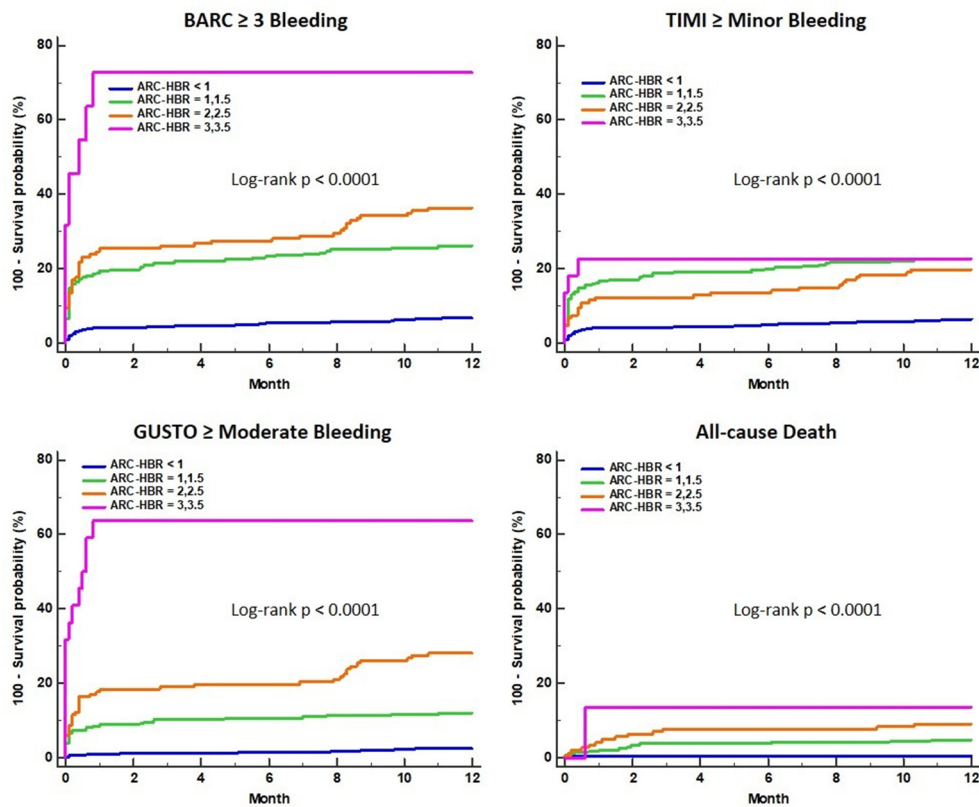 BARC ≥ 3 Bleeding
100 - Survival probability (%)
80
60
40
20
0
ARC-HBR < 1
ARC-HBR = 1,1.5
ARC-HBR = 2,2.5
ARC-HBR = 3,3.5
Log-rank p < 0.0001
0 2 4 6 8 10 12
Month
TIMI ≥ Minor Bleeding
100 - Survival probability (%)
80
60
40
20
0
ARC-HBR < 1
ARC-HBR = 1,1.5
ARC-HBR = 2,2.5
ARC-HBR = 3,3.5
Log-rank p < 0.0001
0 2 4 6 8 10 12
Month
GUSTO ≥ Moderate Bleeding
100 - Survival probability (%)
80
60
40
20
0
ARC-HBR < 1
ARC-HBR = 1,1.5
ARC-HBR = 2,2.5
ARC-HBR = 3,3.5
Log-rank p < 0.0001
0 2 4 6 8 10 12
Month
All-cause Death
100 - Survival probability (%)
80
60
40
20
0
ARC-HBR < 1
ARC-HBR = 1,1.5
ARC-HBR = 2,2.5
ARC-HBR = 3,3.5
Log-rank p < 0.0001
0 2 4 6 8 10 12
Month